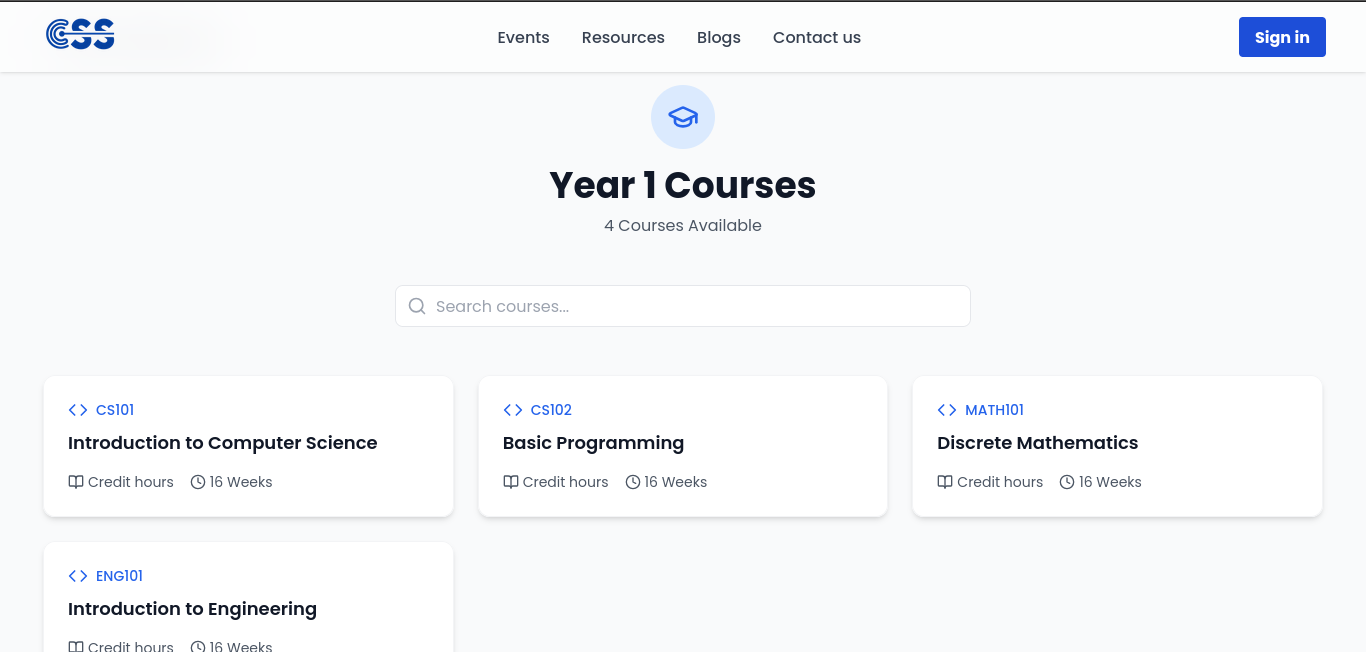 CSS
Events Resources Blogs Contact us Sign in
Year 1 Courses
4 Courses Available
Search courses...
CS101
Introduction to Computer Science
Credit hours 16 Weeks
CS102
Basic Programming
Credit hours 16 Weeks
MATH101
Discrete Mathematics
Credit hours 16 Weeks
ENG101
Introduction to Engineering
Credit hours 16 Weeks